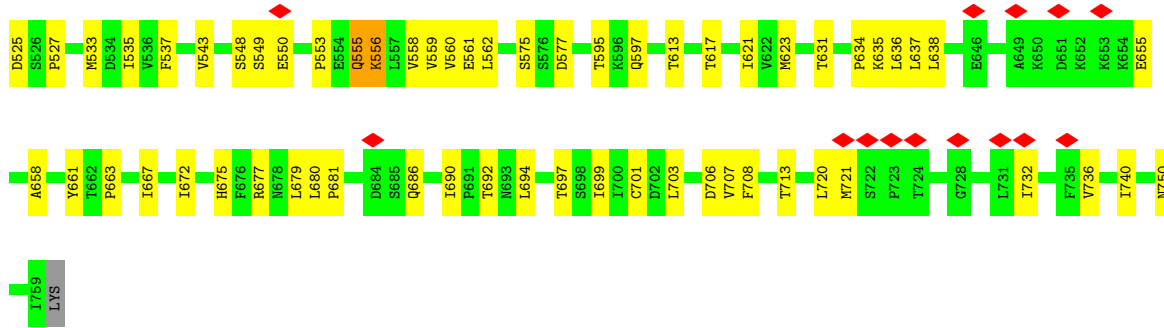 D525 S526 P527 M533 D534 I535 V536 F537 V543 S548 S549 E550 P553 E554 Q555 K556 L557 V558 V559 V560 E561 L562 S575 S576 D577 T595 K596 Q597 T613 T617 I621 V622 M623 T631 P634 K635 L636 L637 L638 E646 A649 K650 D651 K652 K653 K654 E655
A658 Y661 T662 P663 I667 I672 H675 F676 R677 N678 L679 L680 P681 D684 S685 Q686 I690 P691 T692 N693 L694 T697 S698 I699 I700 C701 D702 L703 D706 V707 F708 T713 L720 M721 S722 P723 T724 G728 L731 I732 F735 V736 I740 N750
I759 LYS